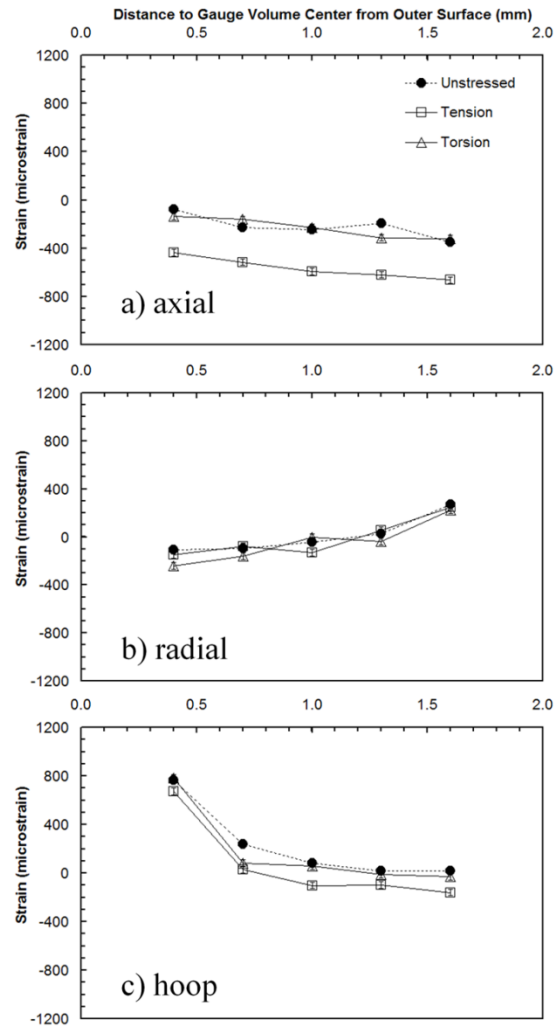 Distance to Gauge Volume Center from Outer Surface (mm)
0.0 0.5 1.0 1.5 2.0
1200
800
400
0
-400
-800
-1200
Strain (microstrain)
Unstressed
Tension
Torsion
a) axial
0.0 0.5 1.0 1.5 2.0
1200
800
400
0
-400
-800
-1200
Strain (microstrain)
b) radial
0.0 0.5 1.0 1.5 2.0
1200
800
400
0
-400
-800
-1200
Strain (microstrain)
c) hoop